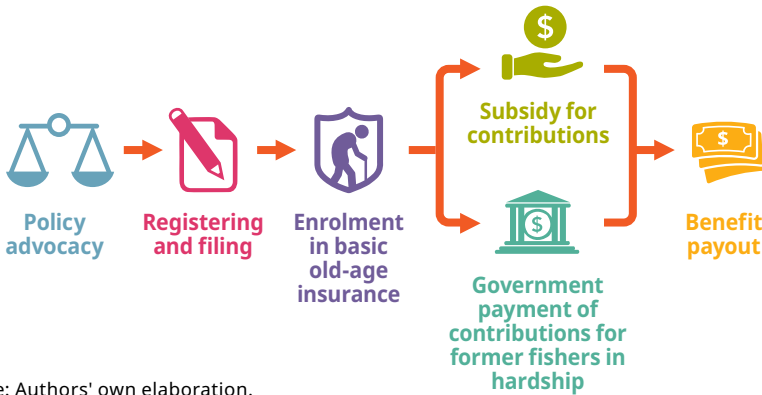 Policy
advocacy
Registering
and filing
Enrolment
in basic
old-age
insurance
$
Subsidy for
contributions
$
Government
payment of
contributions for
former fishers in
hardship
$
Benefit
payout
e: Authors' own elaboration.